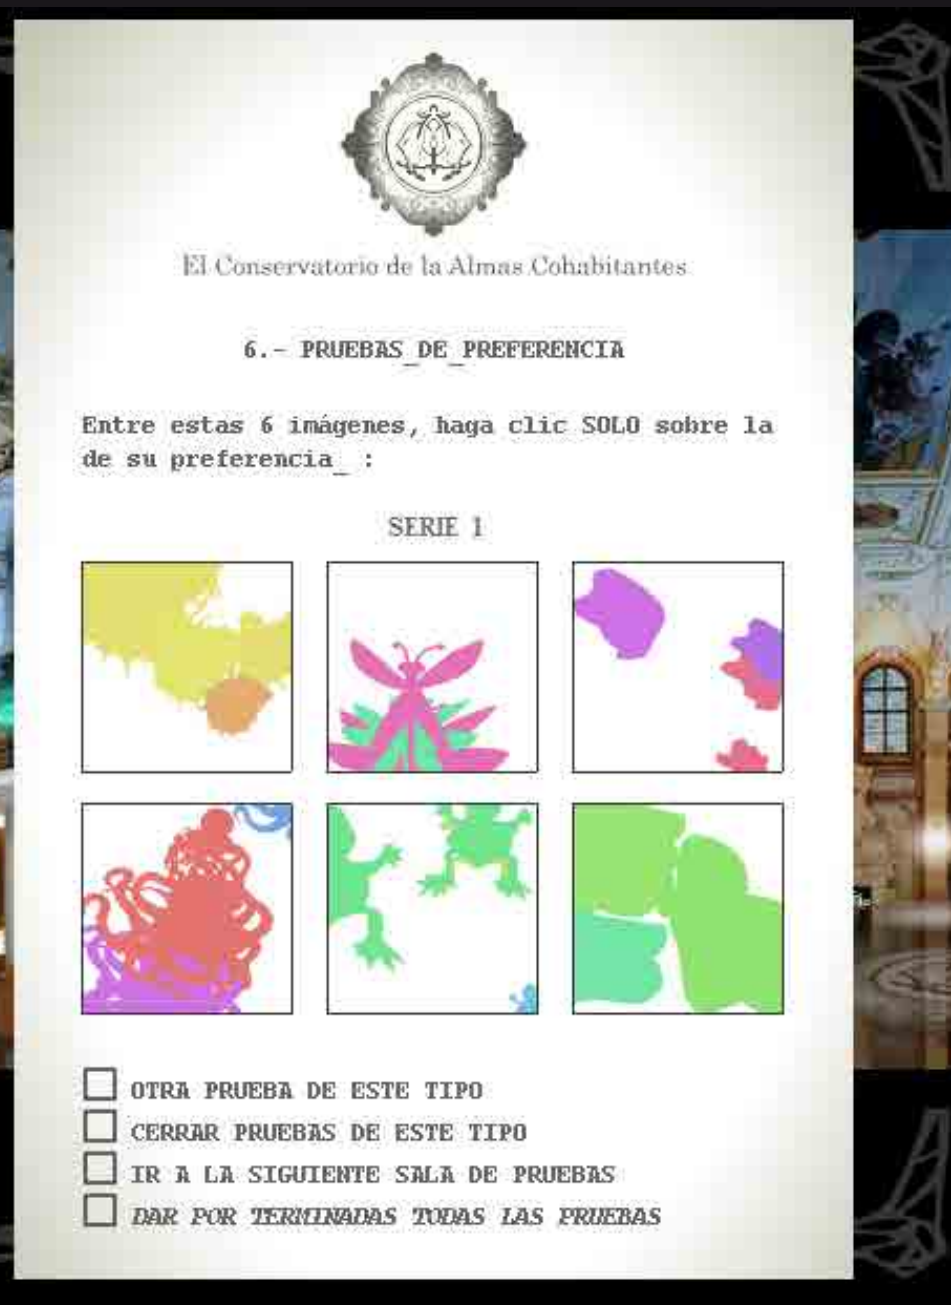 El Conservatorio de la Almas Cohabitantes
6.- PRUEBAS_DE_PREFERENCIA
Entre estas 6 imágenes, haga clic SOLO sobre la
de su preferencia_ :
SERIE 1
OTRA PRUEBA DE ESTE TIPO
CERRAR PRUEBAS DE ESTE TIPO
IR A LA SIGUIENTE SALA DE PRUEBAS
DAR POR TERMINADAS TODAS LAS PRUEBAS